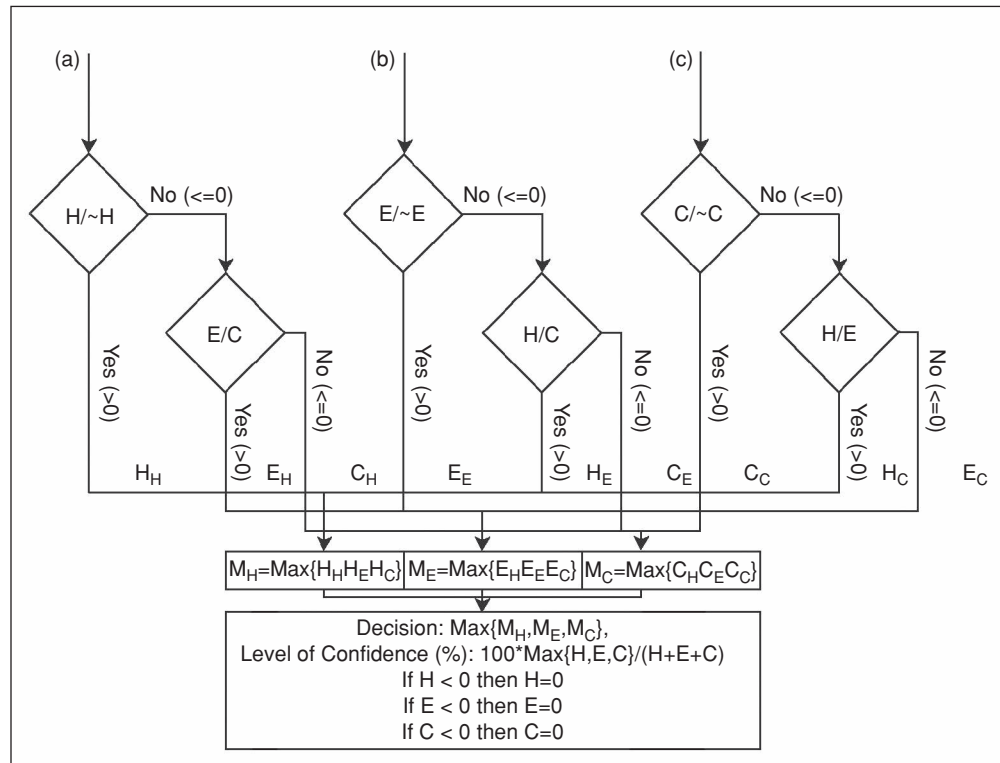 (a)
(b)
(c)
H/~H
No (<=0)
E/~E
No (<=0)
C/~C
No (<=0)
E/C
H/C
H/E
Yes (>0)
Yes (>0)
No (<=0)
Yes (>0)
Yes (>0)
No (<=0)
Yes (>0)
Yes (>0)
No (<=0)
H_H
E_H
C_H
E_E
H_E
C_E
C_C
H_C
E_C
M_H=Max{H_HH_EH_C}
M_E=Max{E_HE_EE_C}
M_C=Max{C_HC_EC_C}
Decision: Max{M_H,M_E,M_C},
Level of Confidence (%): 100*Max{H,E,C}/(H+E+C)
If H < 0 then H=0
If E < 0 then E=0
If C < 0 then C=0